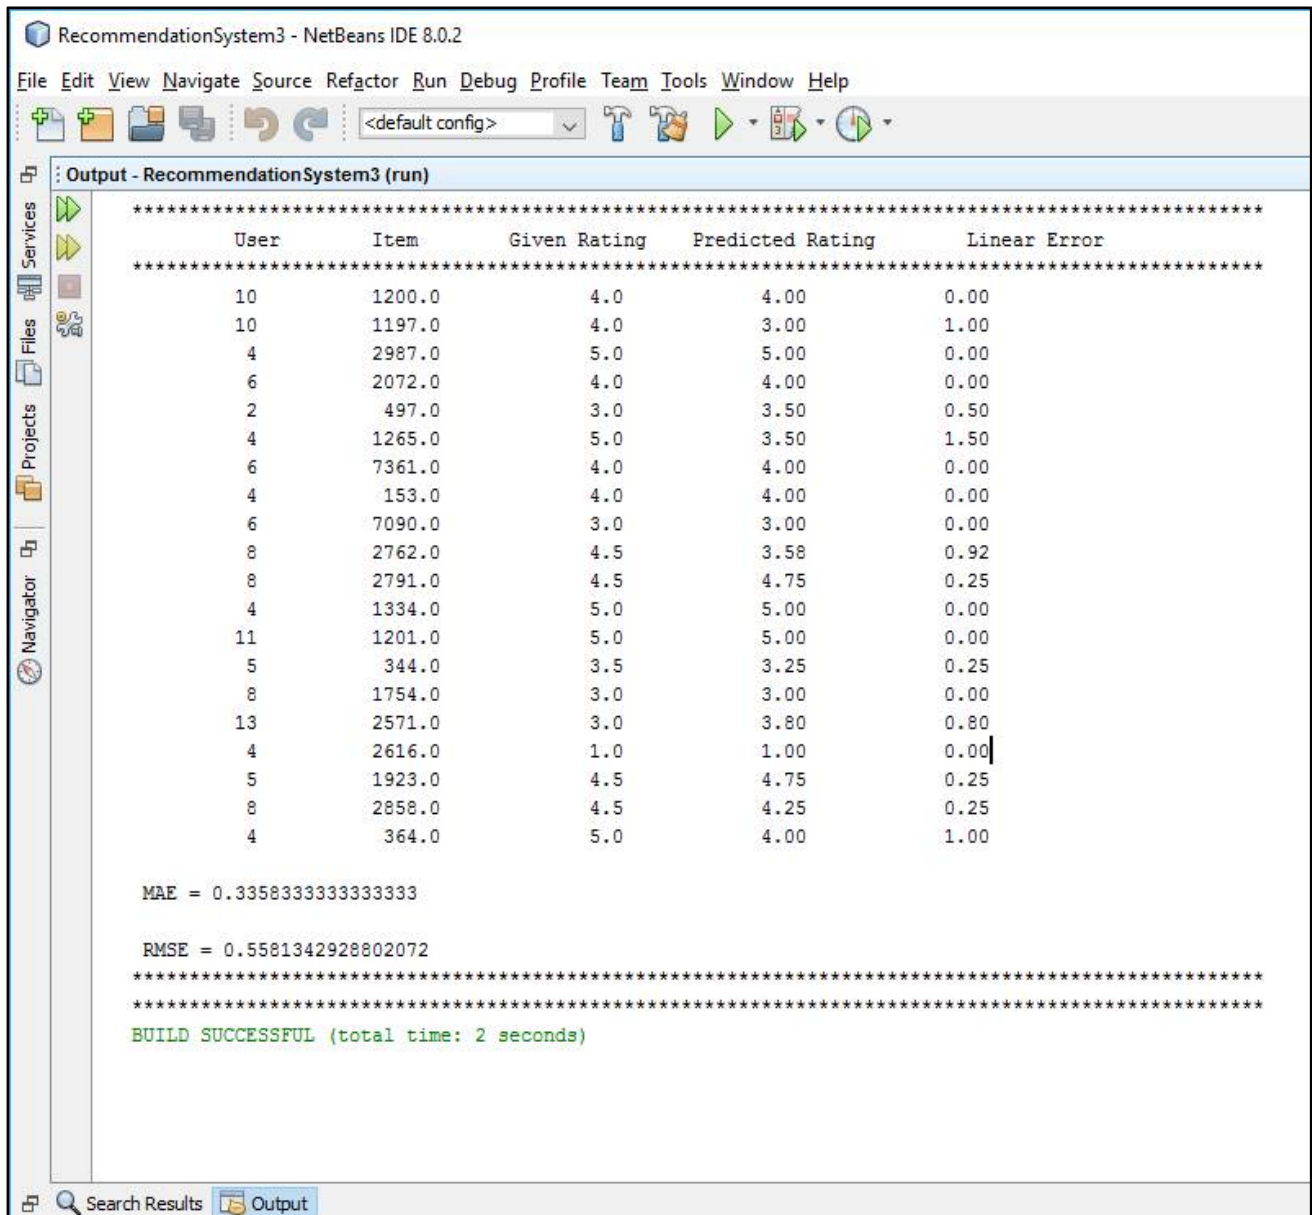 RecommendationSystem3 - NetBeans IDE 8.0.2
File Edit View Navigate Source Refactor Run Debug Profile Team Tools Window Help
<default config>
Output - RecommendationSystem3 (run)
Services
Files
Projects
Navigator
***************************************************************************************************
User Item Given Rating Predicted Rating Linear Error
***************************************************************************************************
10 1200.0 4.0 4.00 0.00
10 1197.0 4.0 3.00 1.00
4 2987.0 5.0 5.00 0.00
6 2072.0 4.0 4.00 0.00
2 497.0 3.0 3.50 0.50
4 1265.0 5.0 3.50 1.50
6 7361.0 4.0 4.00 0.00
4 153.0 4.0 4.00 0.00
6 7090.0 3.0 3.00 0.00
8 2762.0 4.5 3.58 0.92
8 2791.0 4.5 4.75 0.25
4 1334.0 5.0 5.00 0.00
11 1201.0 5.0 5.00 0.00
5 344.0 3.5 3.25 0.25
8 1754.0 3.0 3.00 0.00
13 2571.0 3.0 3.80 0.80
4 2616.0 1.0 1.00 0.00
5 1923.0 4.5 4.75 0.25
8 2858.0 4.5 4.25 0.25
4 364.0 5.0 4.00 1.00
MAE = 0.3358333333333333
RMSE = 0.5581342928802072
***************************************************************************************************
***************************************************************************************************
BUILD SUCCESSFUL (total time: 2 seconds)
Search Results Output